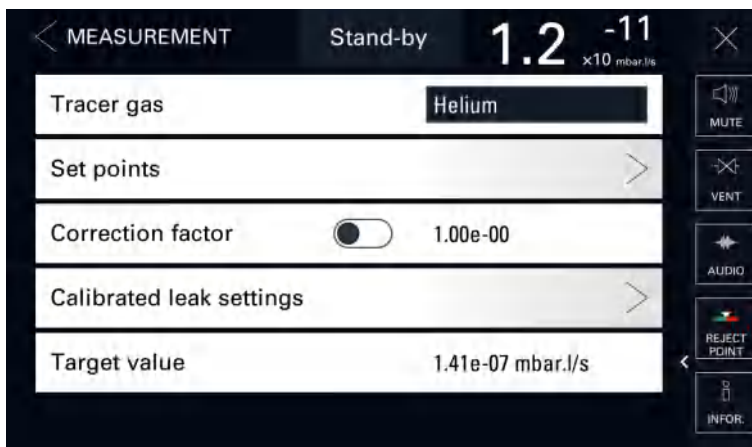 MEASUREMENT Stand-by 1.2 x10 -11 mbar.l/s
Tracer gas Helium
MUTE
Set points
VENT
Correction factor 1.00e-00
AUDIO
Calibrated leak settings
REJECT
POINT
Target value 1.41e-07 mbar.l/s
INFOR.